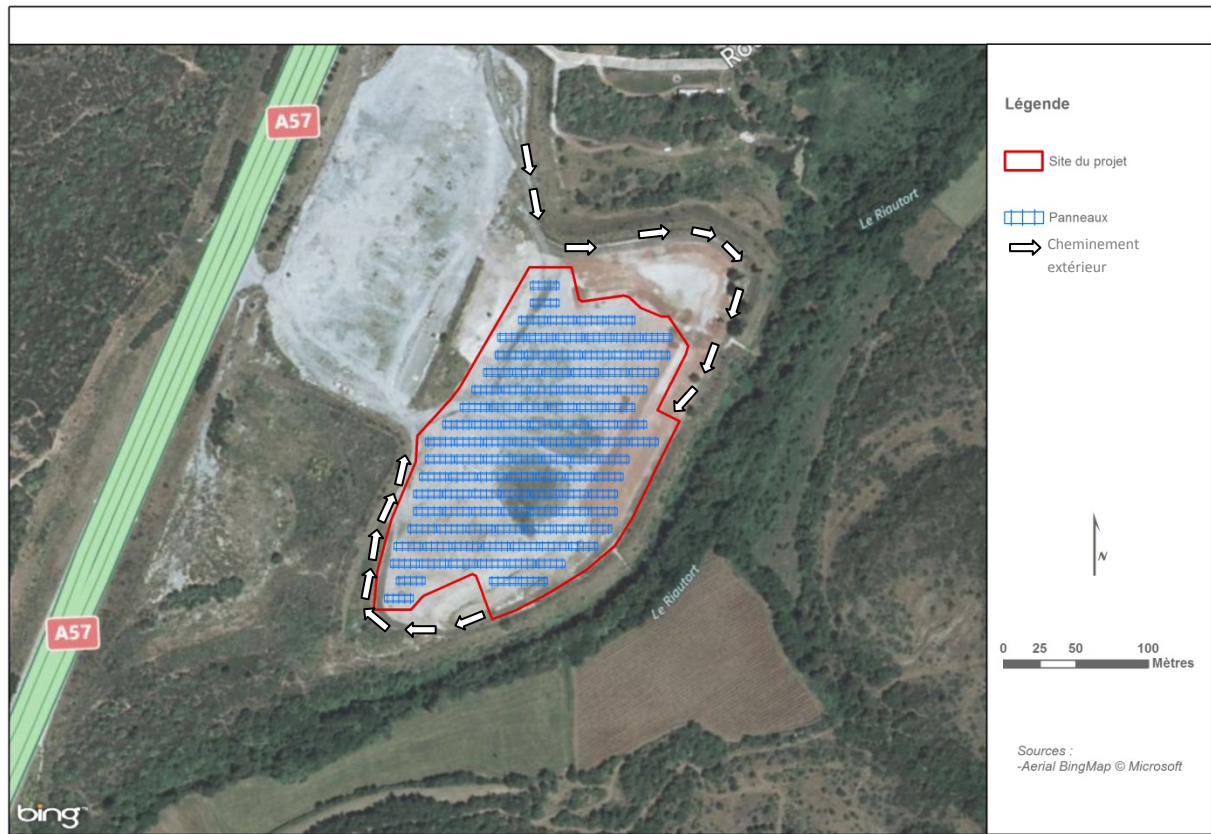 Légende
Site du projet
Panneaux
Cheminement
extérieur
A57
Le Riautort
Le Riautort
A57
N
0 25 50 100
Mètres
Sources :
-Aerial BingMap © Microsoft
bing™